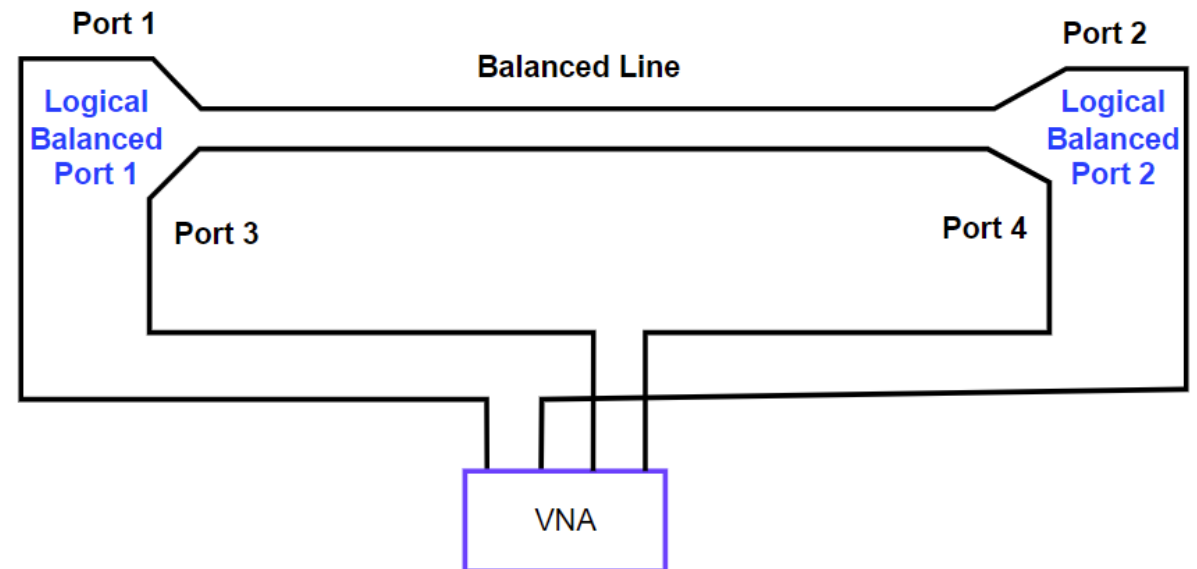 Port 1
Port 2
Balanced Line
Logical
Balanced
Port 1
Logical
Balanced
Port 2
Port 3
Port 4
VNA